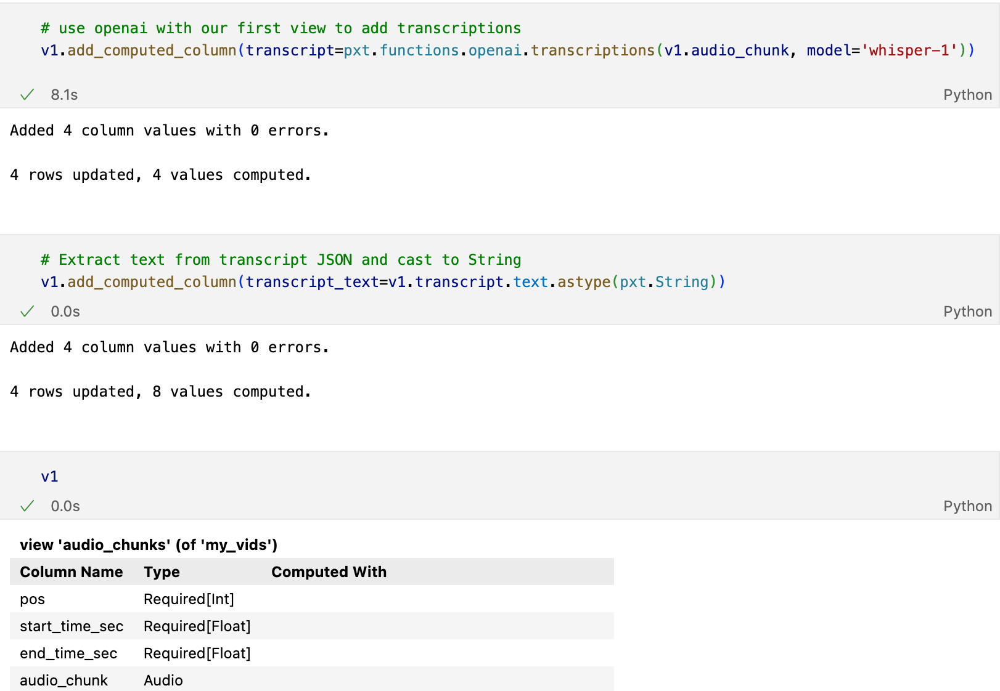 # use openai with our first view to add transcriptions
v1.add_computed_column(transcript=pxt.functions.openai.transcriptions(v1.audio_chunk, model='whisper-1'))
8.1s
Python
Added 4 column values with 0 errors.
4 rows updated, 4 values computed.
# Extract text from transcript JSON and cast to String
v1.add_computed_column(transcript_text=v1.transcript.text.astype(pxt.String))
0.0s
Python
Added 4 column values with 0 errors.
4 rows updated, 8 values computed.
v1
0.0s
Python
view 'audio_chunks' (of 'my_vids')
Column Name Type Computed With
pos Required[Int]
start_time_sec Required[Float]
end_time_sec Required[Float]
audio_chunk Audio